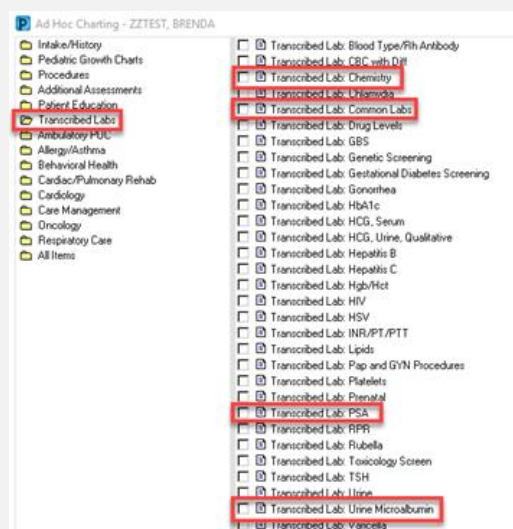 Ad Hoc Charting - ZZTEST, BRENDA
Intake/History
Pediatric Growth Charts
Procedures
Additional Assessments
Patient Education
Transcribed Labs
Ambulatory POC
Allergy/Asthma
Behavioral Health
Cardiac/Pulmonary Rehab
Cardiology
Care Management
Oncology
Respiratory Care
All Items
Transcribed Lab: Blood Type/Rh Antibody
Transcribed Lab: CBC with Diff
Transcribed Lab: Chemistry
Transcribed Lab: Chlamydia
Transcribed Lab: Common Labs
Transcribed Lab: Drug Levels
Transcribed Lab: GBS
Transcribed Lab: Genetic Screening
Transcribed Lab: Gestational Diabetes Screening
Transcribed Lab: Gonorrhea
Transcribed Lab: HbA1c
Transcribed Lab: HCG, Serum
Transcribed Lab: HCG, Urine, Qualitative
Transcribed Lab: Hepatitis B
Transcribed Lab: Hepatitis C
Transcribed Lab: Hgb/Hct
Transcribed Lab: HIV
Transcribed Lab: HSV
Transcribed Lab: INR/PT/PTT
Transcribed Lab: Lipids
Transcribed Lab: Pap and GYN Procedures
Transcribed Lab: Platelets
Transcribed Lab: Prenatal
Transcribed Lab: PSA
Transcribed Lab: RPR
Transcribed Lab: Rubella
Transcribed Lab: Toxicology Screen
Transcribed Lab: TSH
Transcribed Lab: Urine
Transcribed Lab: Urine Microalbumin
Transcribed Lab: Varicella